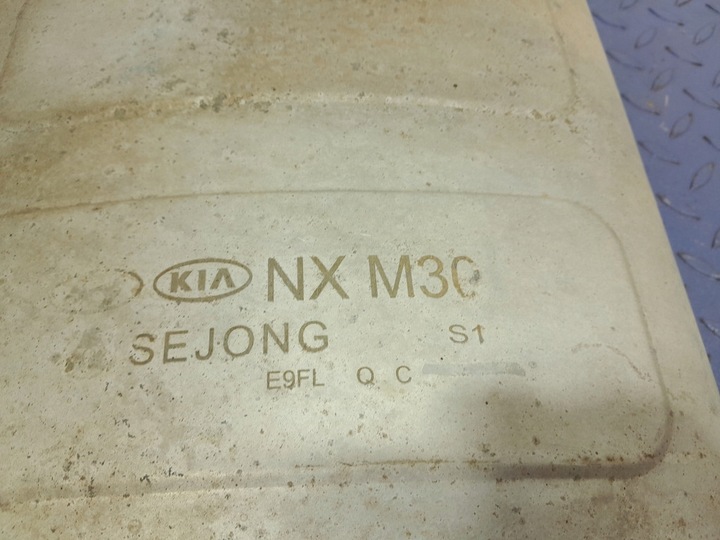 KIA NX M30
SEJONG S1
E9FL Q C